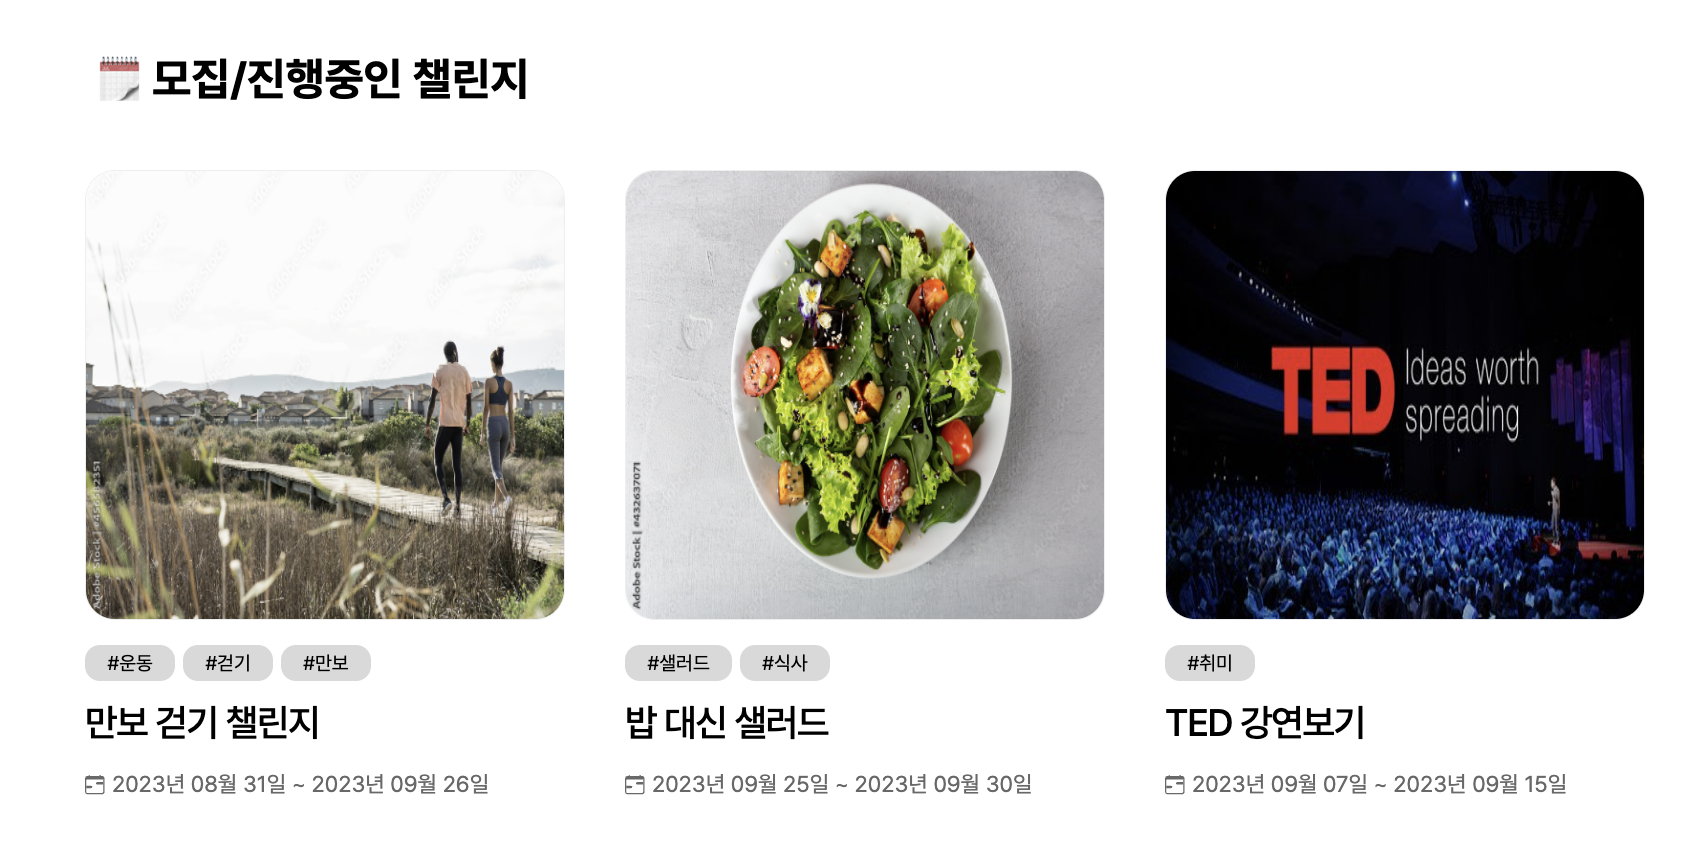 모집/진행중인 챌린지
Adobe Stock | #432637071
TED Ideas worth
spreading
#운동 #걷기 #만보
#샐러드 #식사
#취미
만보 걷기 챌린지
밥 대신 샐러드
TED 강연보기
2023년 08월 31일 ~ 2023년 09월 26일
2023년 09월 25일 ~ 2023년 09월 30일
2023년 09월 07일 ~ 2023년 09월 15일